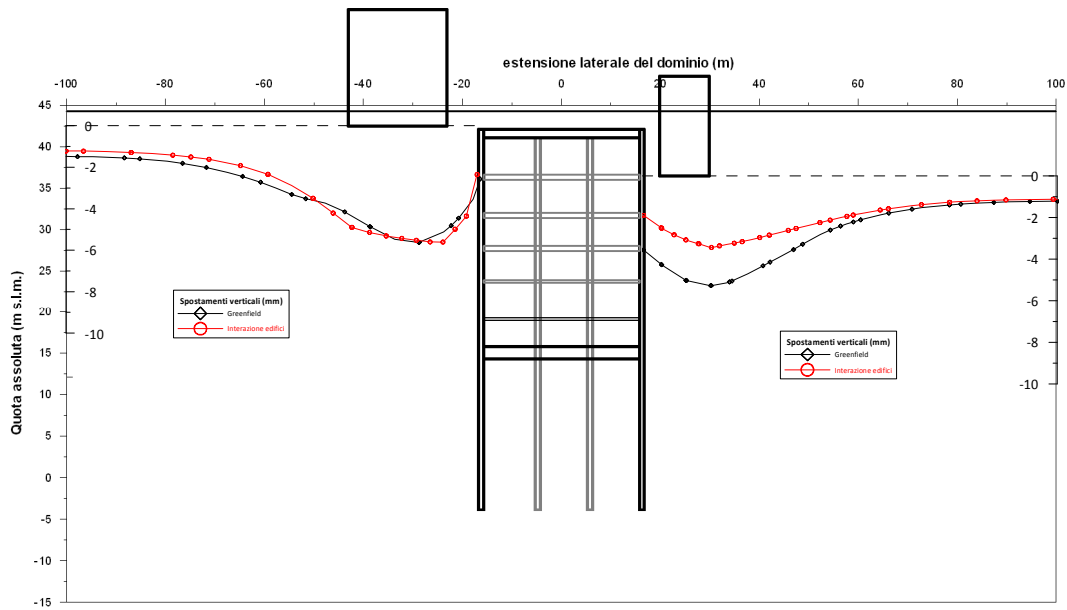 estensione laterale del dominio (m)
-100 -80 -60 -40 -20 0 20 40 60 80 100
Quota assoluta (m s.l.m.)
45
40
35
30
25
20
15
10
5
0
-5
-10
-15
0
-2
-4
-6
-8
-10
Spostamenti verticali (mm)
Greenfield
Interazione edifici
0
-2
-4
-6
-8
-10
Spostamenti verticali (mm)
Greenfield
Interazione edifici